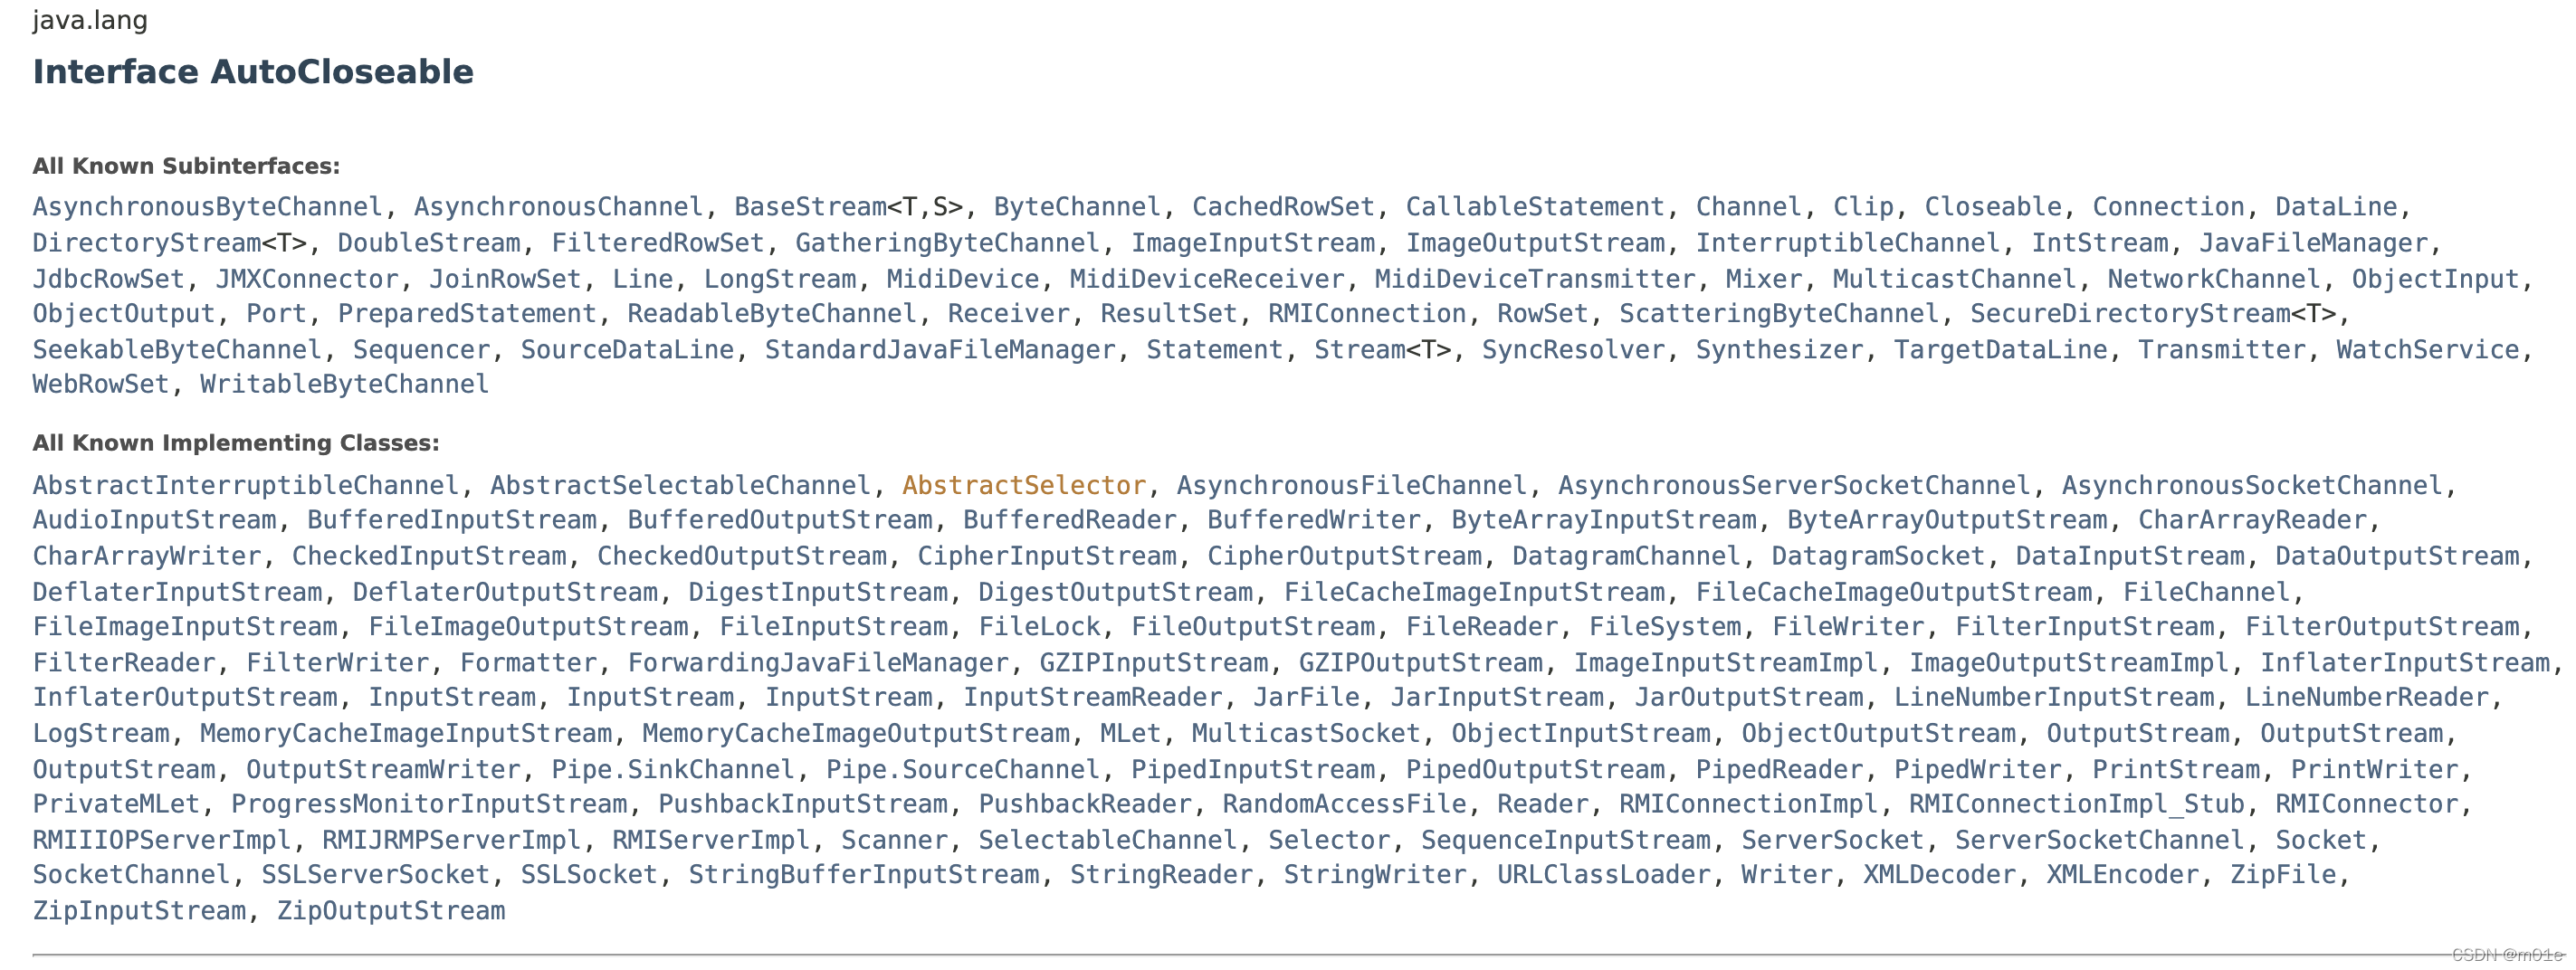 java.lang
Interface AutoCloseable
All Known Subinterfaces:
AsynchronousByteChannel, AsynchronousChannel, BaseStream<T,S>, ByteChannel, CachedRowSet, CallableStatement, Channel, Clip, Closeable, Connection, DataLine,
DirectoryStream<T>, DoubleStream, FilteredRowSet, GatheringByteChannel, ImageInputStream, ImageOutputStream, InterruptibleChannel, IntStream, JavaFileManager,
JdbcRowSet, JMXConnector, JoinRowSet, Line, LongStream, MidiDevice, MidiDeviceReceiver, MidiDeviceTransmitter, Mixer, MulticastChannel, NetworkChannel, ObjectInput,
ObjectOutput, Port, PreparedStatement, ReadableByteChannel, Receiver, ResultSet, RMIConnection, RowSet, ScatteringByteChannel, SecureDirectoryStream<T>,
SeekableByteChannel, Sequencer, SourceDataLine, StandardJavaFileManager, Statement, Stream<T>, SyncResolver, Synthesizer, TargetDataLine, Transmitter, WatchService,
WebRowSet, WritableByteChannel
All Known Implementing Classes:
AbstractInterruptibleChannel, AbstractSelectableChannel, AbstractSelector, AsynchronousFileChannel, AsynchronousServerSocketChannel, AsynchronousSocketChannel,
AudioInputStream, BufferedInputStream, BufferedOutputStream, BufferedReader, BufferedWriter, ByteArrayInputStream, ByteArrayOutputStream, CharArrayReader,
CharArrayWriter, CheckedInputStream, CheckedOutputStream, CipherInputStream, CipherOutputStream, DatagramChannel, DatagramSocket, DataInputStream, DataOutputStream,
DeflaterInputStream, DeflaterOutputStream, DigestInputStream, DigestOutputStream, FileCacheImageInputStream, FileCacheImageOutputStream, FileChannel,
FileImageInputStream, FileImageOutputStream, FileInputStream, FileLock, FileOutputStream, FileReader, FileSystem, FileWriter, FilterInputStream, FilterOutputStream,
FilterReader, FilterWriter, Formatter, ForwardingJavaFileManager, GZIPInputStream, GZIPOutputStream, ImageInputStreamImpl, ImageOutputStreamImpl, InflaterInputStream,
InflaterOutputStream, InputStream, InputStream, InputStream, InputStreamReader, JarFile, JarInputStream, JarOutputStream, LineNumberInputStream, LineNumberReader,
LogStream, MemoryCacheImageInputStream, MemoryCacheImageOutputStream, MLet, MulticastSocket, ObjectInputStream, ObjectOutputStream, OutputStream, OutputStream,
OutputStream, OutputStreamWriter, Pipe.SinkChannel, Pipe.SourceChannel, PipedInputStream, PipedOutputStream, PipedReader, PipedWriter, PrintStream, PrintWriter,
PrivateMLet, ProgressMonitorInputStream, PushbackInputStream, PushbackReader, RandomAccessFile, Reader, RMIConnectionImpl, RMIConnectionImpl_Stub, RMIConnector,
RMIIIOPServerImpl, RMIJRMPServerImpl, RMIServerImpl, Scanner, SelectableChannel, Selector, SequenceInputStream, ServerSocket, ServerSocketChannel, Socket,
SocketChannel, SSLServerSocket, SSLSocket, StringBufferInputStream, StringReader, StringWriter, URLClassLoader, Writer, XMLDecoder, XMLEncoder, ZipFile,
ZipInputStream, ZipOutputStream
CSDN @m01e